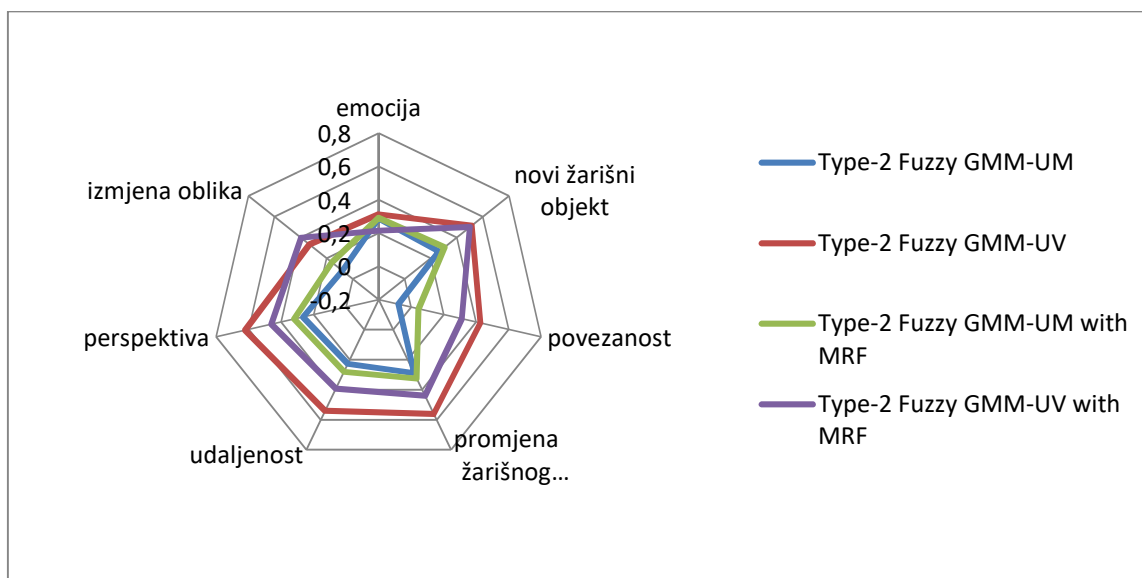 emocija
0,8
0,6
0,4
0,2
0
-0,2
novi žarišni
objekt
povezanost
promjena
žarišnog...
udaljenost
perspektiva
izmjena oblika
Type-2 Fuzzy GMM-UM
Type-2 Fuzzy GMM-UV
Type-2 Fuzzy GMM-UM with
MRF
Type-2 Fuzzy GMM-UV with
MRF